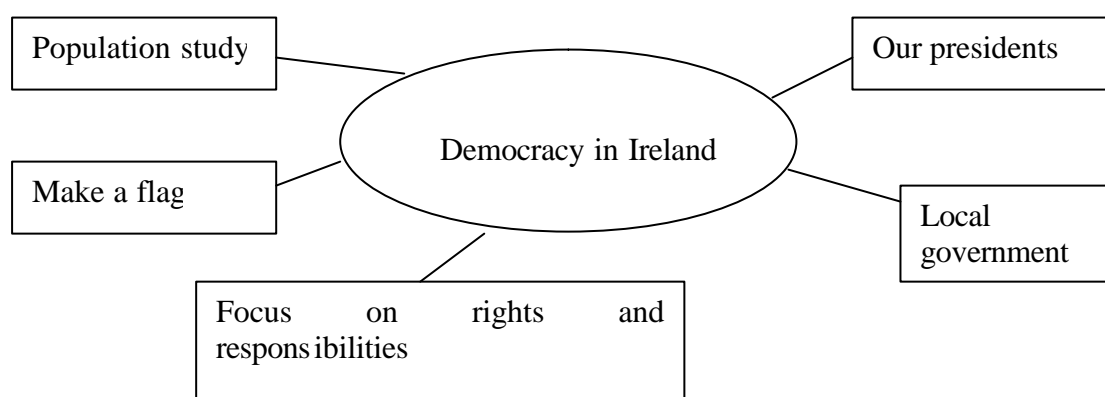 Population study
Our presidents
Democracy in Ireland
Make a flag
Local
government
Focus on rights and
responsibilities